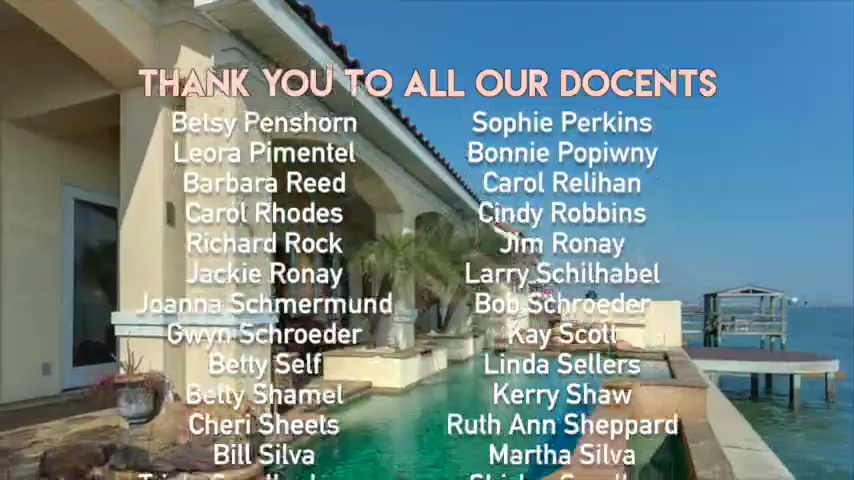 THANK YOU TO ALL OUR DOCENTS
Betsy Penshorn Sophie Perkins
Leora Pimentel Bonnie Popiwny
Barbara Reed Carol Relihan
Carol Rhodes Cindy Robbins
Richard Rock Jim Ronay
Jackie Ronay Larry Schilhabel
Joanna Schmermund Bob Schroeder
Gwyn Schroeder Kay Scott
Betty Self Linda Sellers
Betty Shamel Kerry Shaw
Cheri Sheets Ruth Ann Sheppard
Bill Silva Martha Silva